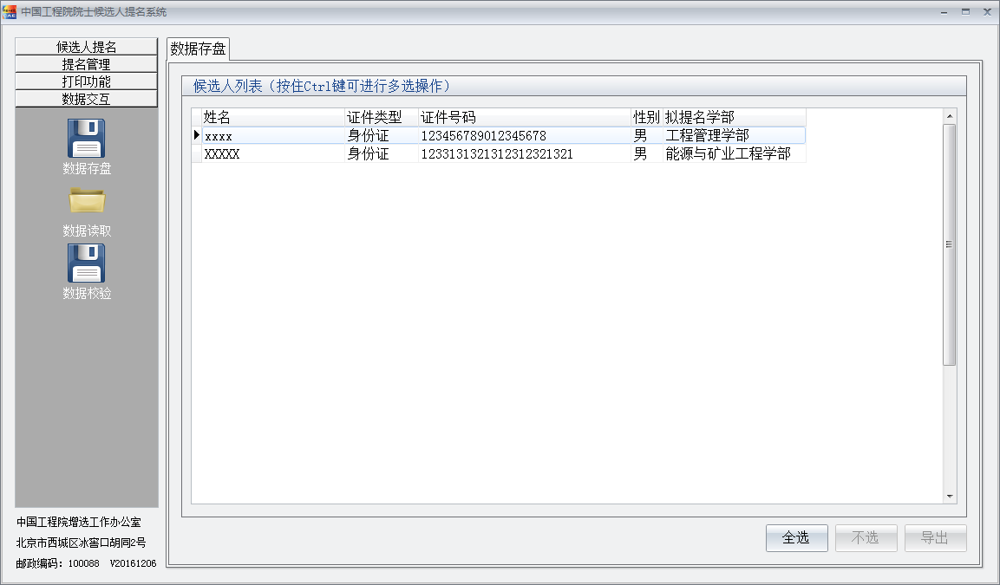 中国工程院院士候选人提名系统
候选人提名
提名管理
打印功能
数据交互
数据存盘
数据读取
数据校验
中国工程院增选工作办公室
北京市西城区冰窖口胡同2号
邮政编码：100088 V20161206
数据存盘
候选人列表（按住Ctrl键可进行多选操作）
姓名 证件类型 证件号码 性别 拟提名学部
xxxx 身份证 123456789012345678 男 工程管理学部
XXXXX 身份证 1233131321312312321321 男 能源与矿业工程学部
全选 不选 导出